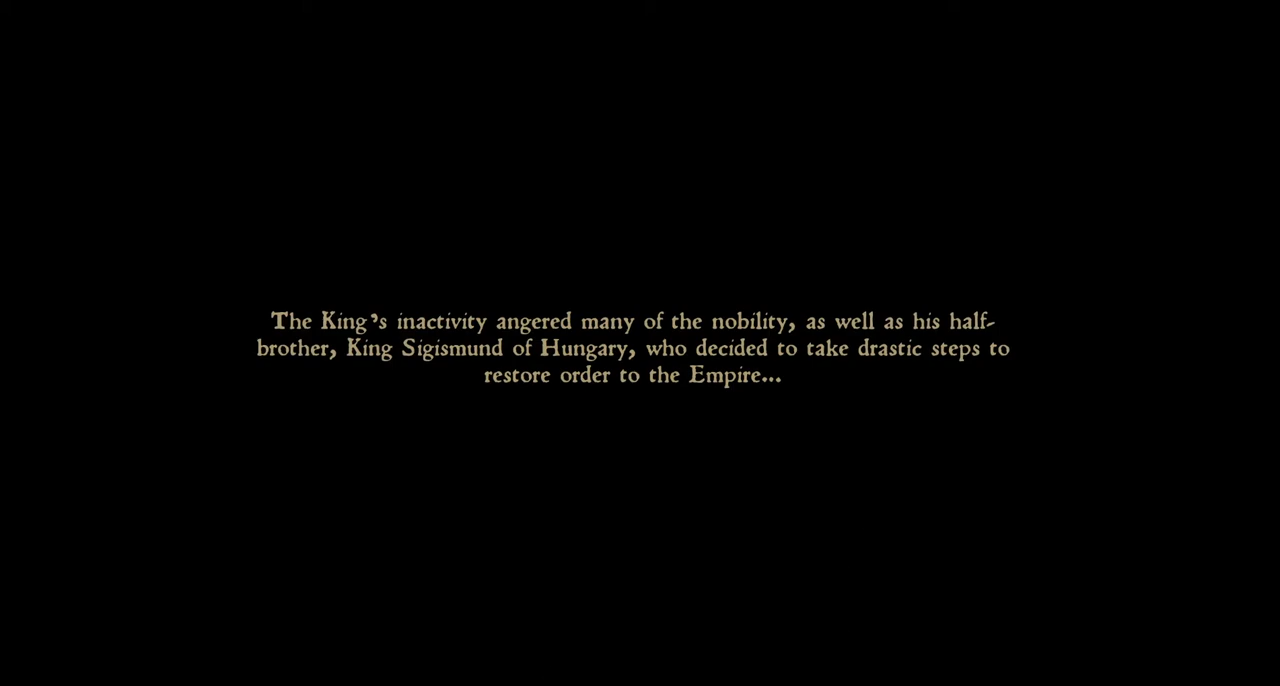 The King's inactivity angered many of the nobility, as well as his half-
brother, King Sigismund of Hungary, who decided to take drastic steps to
restore order to the Empire...